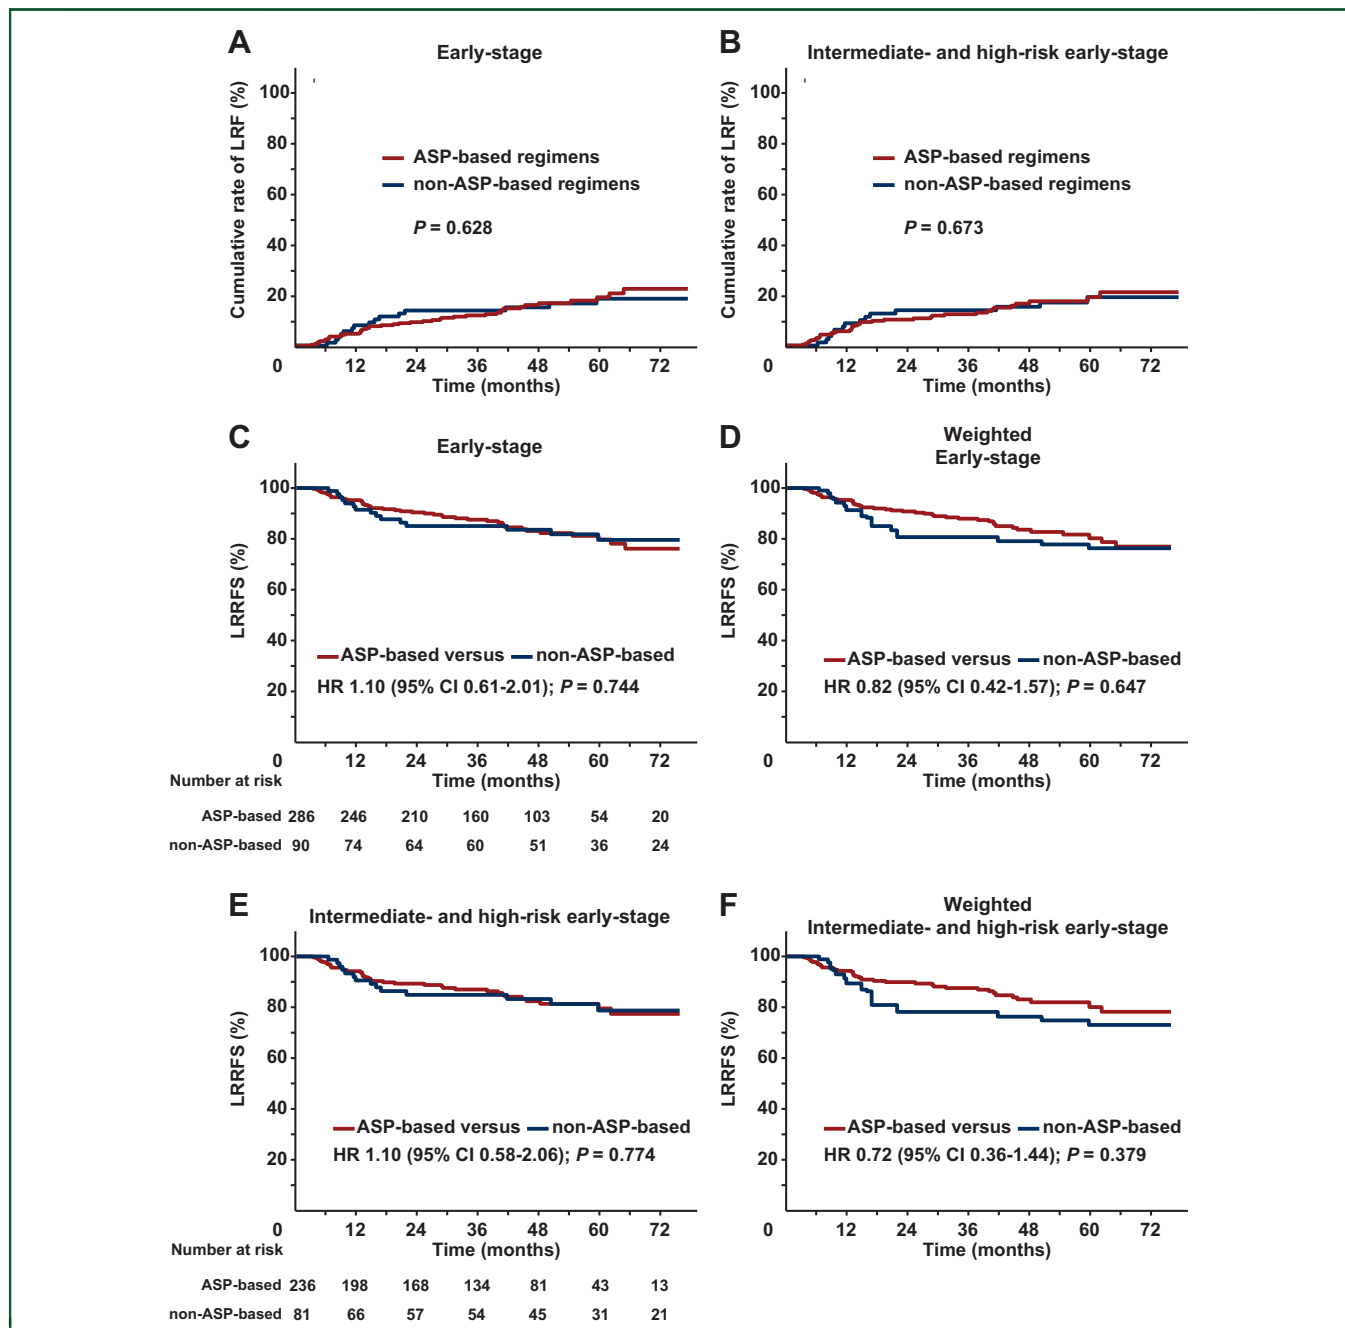 A
Early-stage
Cumulative rate of LRF (%)
100
80
60
40
20
0
12 24 36 48 60 72
Time (months)
ASP-based regimens
non-ASP-based regimens
P = 0.628
B
Intermediate- and high-risk early-stage
Cumulative rate of LRF (%)
100
80
60
40
20
0
12 24 36 48 60 72
Time (months)
ASP-based regimens
non-ASP-based regimens
P = 0.673
C
Early-stage
LRRFS (%)
100
80
60
40
20
0
12 24 36 48 60 72
Time (months)
ASP-based versus non-ASP-based
HR 1.10 (95% CI 0.61-2.01); P = 0.744
Number at risk
ASP-based 286 246 210 160 103 54 20
non-ASP-based 90 74 64 60 51 36 24
D
Weighted
Early-stage
LRRFS (%)
100
80
60
40
20
0
12 24 36 48 60 72
Time (months)
ASP-based versus non-ASP-based
HR 0.82 (95% CI 0.42-1.57); P = 0.647
E
Intermediate- and high-risk early-stage
LRRFS (%)
100
80
60
40
20
0
12 24 36 48 60 72
Time (months)
ASP-based versus non-ASP-based
HR 1.10 (95% CI 0.58-2.06); P = 0.774
Number at risk
ASP-based 236 198 168 134 81 43 13
non-ASP-based 81 66 57 54 45 31 21
F
Weighted
Intermediate- and high-risk early-stage
LRRFS (%)
100
80
60
40
20
0
12 24 36 48 60 72
Time (months)
ASP-based versus non-ASP-based
HR 0.72 (95% CI 0.36-1.44); P = 0.379